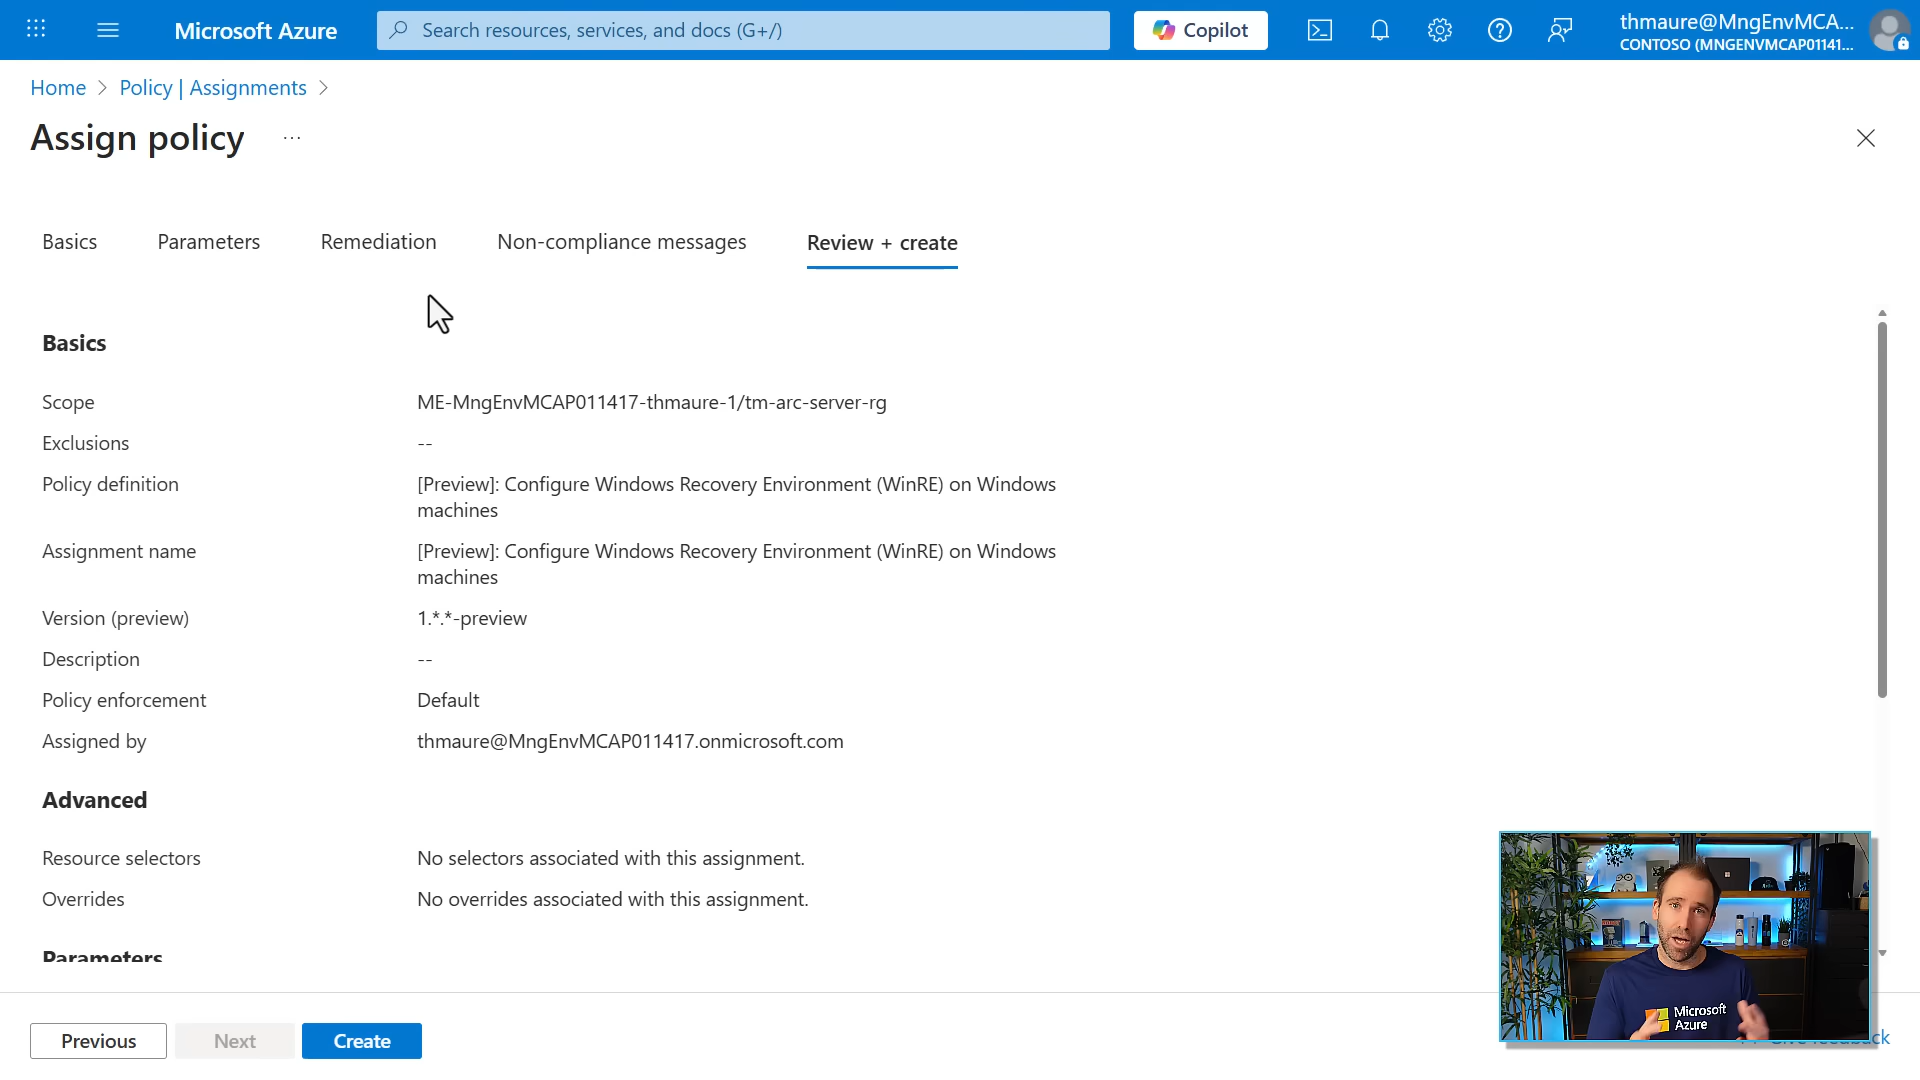 Microsoft Azure
Search resources, services, and docs (G+/)
Copilot
thmaure@MngEnvMCA...
CONTOSO (MNGENVMCAP01141...
Home > Policy | Assignments >
Assign policy ...
Basics
Parameters
Remediation
Non-compliance messages
Review + create
Basics
Scope
ME-MngEnvMCAP011417-thmaure-1/tm-arc-server-rg
Exclusions
--
Policy definition
[Preview]: Configure Windows Recovery Environment (WinRE) on Windows
machines
Assignment name
[Preview]: Configure Windows Recovery Environment (WinRE) on Windows
machines
Version (preview)
1.*.*-preview
Description
--
Policy enforcement
Default
Assigned by
thmaure@MngEnvMCAP011417.onmicrosoft.com
Advanced
Resource selectors
No selectors associated with this assignment.
Overrides
No overrides associated with this assignment.
Parameters
Microsoft
Azure
Previous
Next
Create